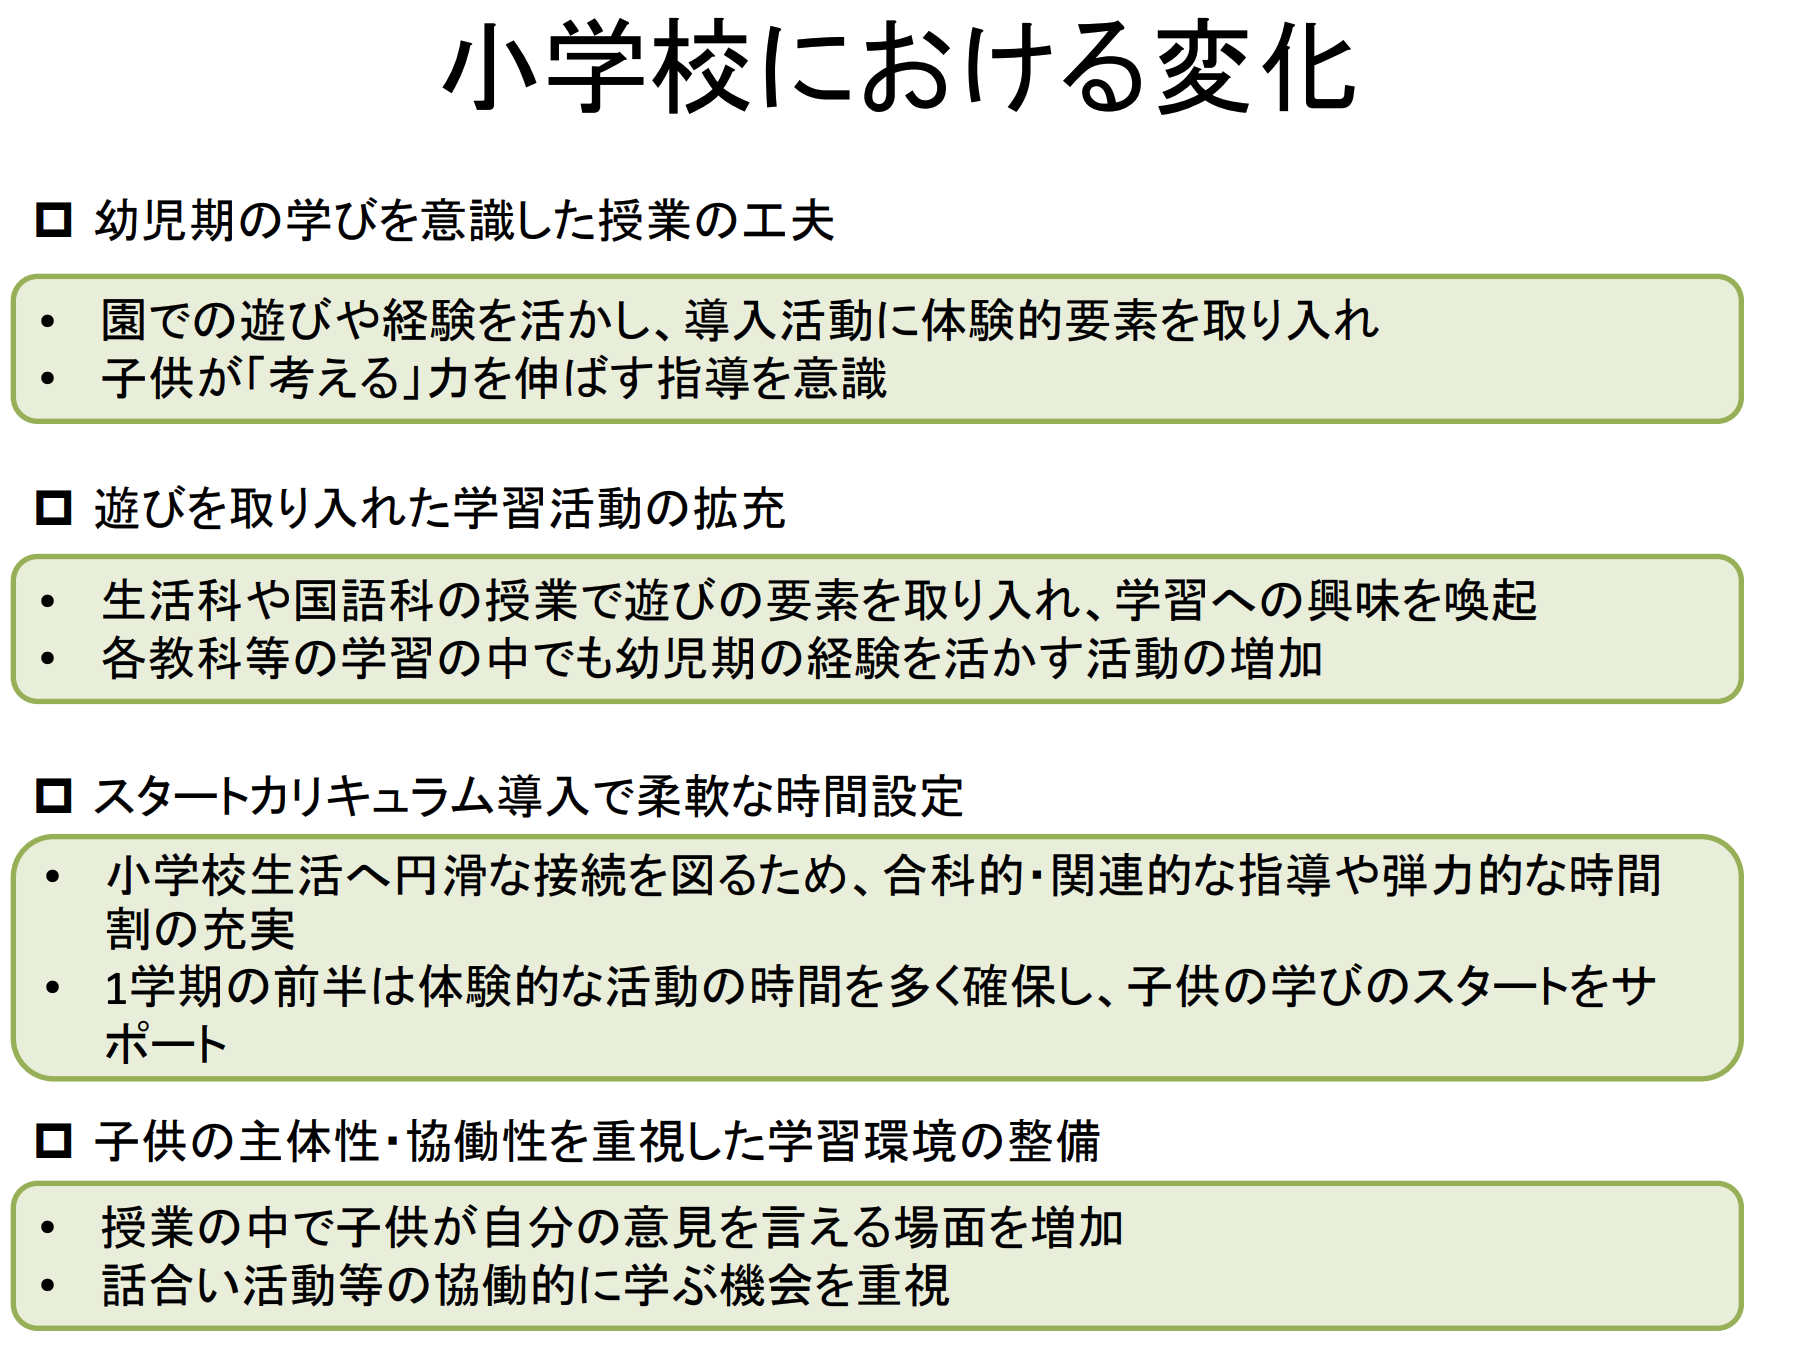 小学校における変化
幼児期の学びを意識した授業の工夫
• 園での遊びや経験を活かし、導入活動に体験的要素を取り入れ
• 子供が「考える」力を伸ばす指導を意識
遊びを取り入れた学習活動の拡充
• 生活科や国語科の授業で遊びの要素を取り入れ、学習への興味を喚起
• 各教科等の学習の中でも幼児期の経験を活かす活動の増加
スタートカリキュラム導入で柔軟な時間設定
• 小学校生活へ円滑な接続を図るため、合科的・関連的な指導や弾力的な時間
割の充実
• 1学期の前半は体験的な活動の時間を多く確保し、子供の学びのスタートをサ
ポート
子供の主体性・協働性を重視した学習環境の整備
• 授業の中で子供が自分の意見を言える場面を増加
• 話合い活動等の協働的に学ぶ機会を重視